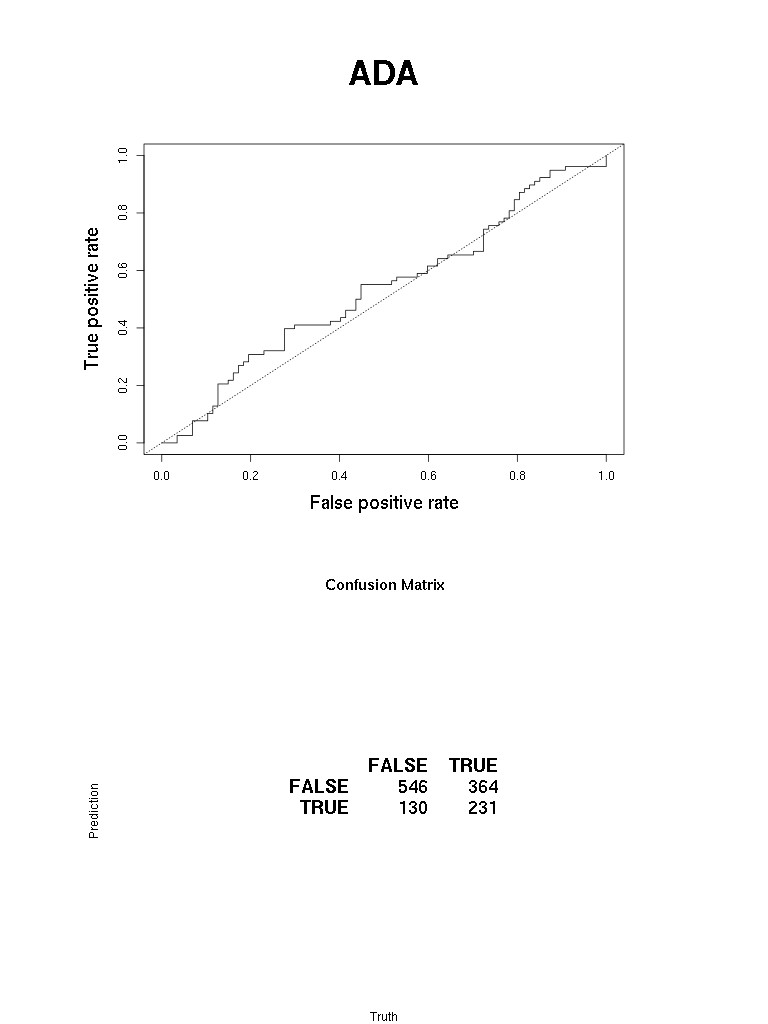 ADA
True positive rate
1.0
0.8
0.6
0.4
0.2
0.0
0.0 0.2 0.4 0.6 0.8 1.0
False positive rate
Confusion Matrix
Prediction
FALSE TRUE
FALSE 546 364
TRUE 130 231
Truth